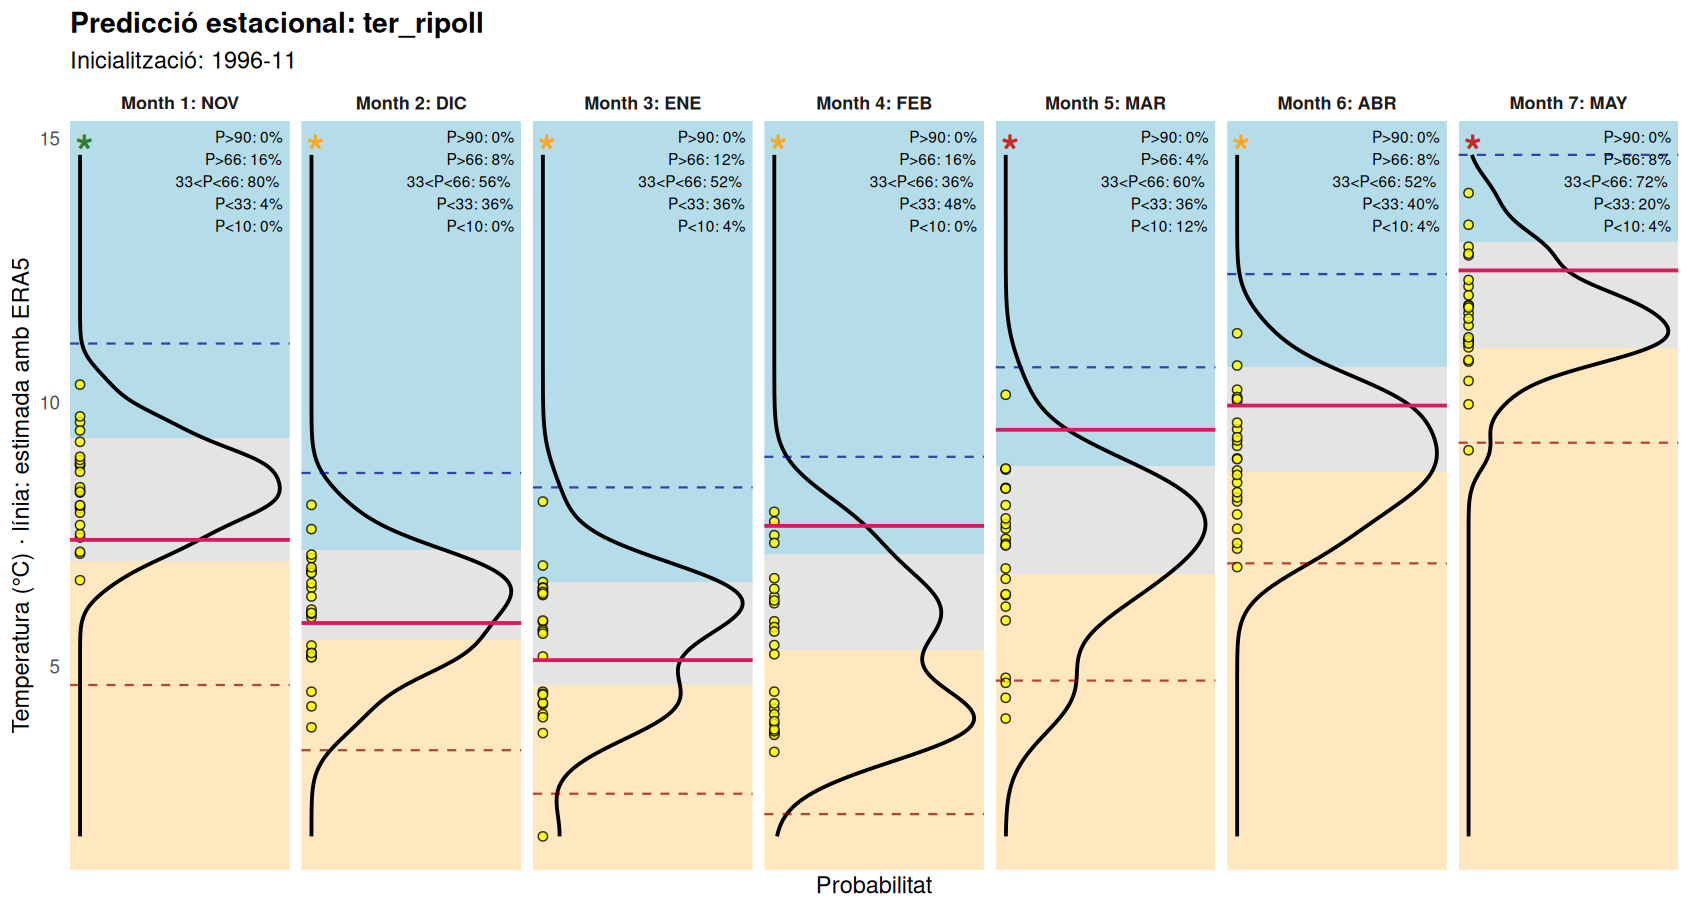 Predicció estacional: ter_ripoll
Inicialització: 1996-11
Month 1: NOV
Month 2: DIC
Month 3: ENE
Month 4: FEB
Month 5: MAR
Month 6: ABR
Month 7: MAY
Temperatura (°C) · línia: estimada amb ERA5
15
10
5
*
P>90: 0%
P>66: 16%
33<P<66: 80%
P<33: 4%
P<10: 0%
*
P>90: 0%
P>66: 8%
33<P<66: 56%
P<33: 36%
P<10: 0%
*
P>90: 0%
P>66: 12%
33<P<66: 52%
P<33: 36%
P<10: 4%
*
P>90: 0%
P>66: 16%
33<P<66: 36%
P<33: 48%
P<10: 0%
*
P>90: 0%
P>66: 4%
33<P<66: 60%
P<33: 36%
P<10: 12%
*
P>90: 0%
P>66: 8%
33<P<66: 52%
P<33: 40%
P<10: 4%
*
P>90: 0%
P>66: 8%
33<P<66: 72%
P<33: 20%
P<10: 4%
Probabilitat